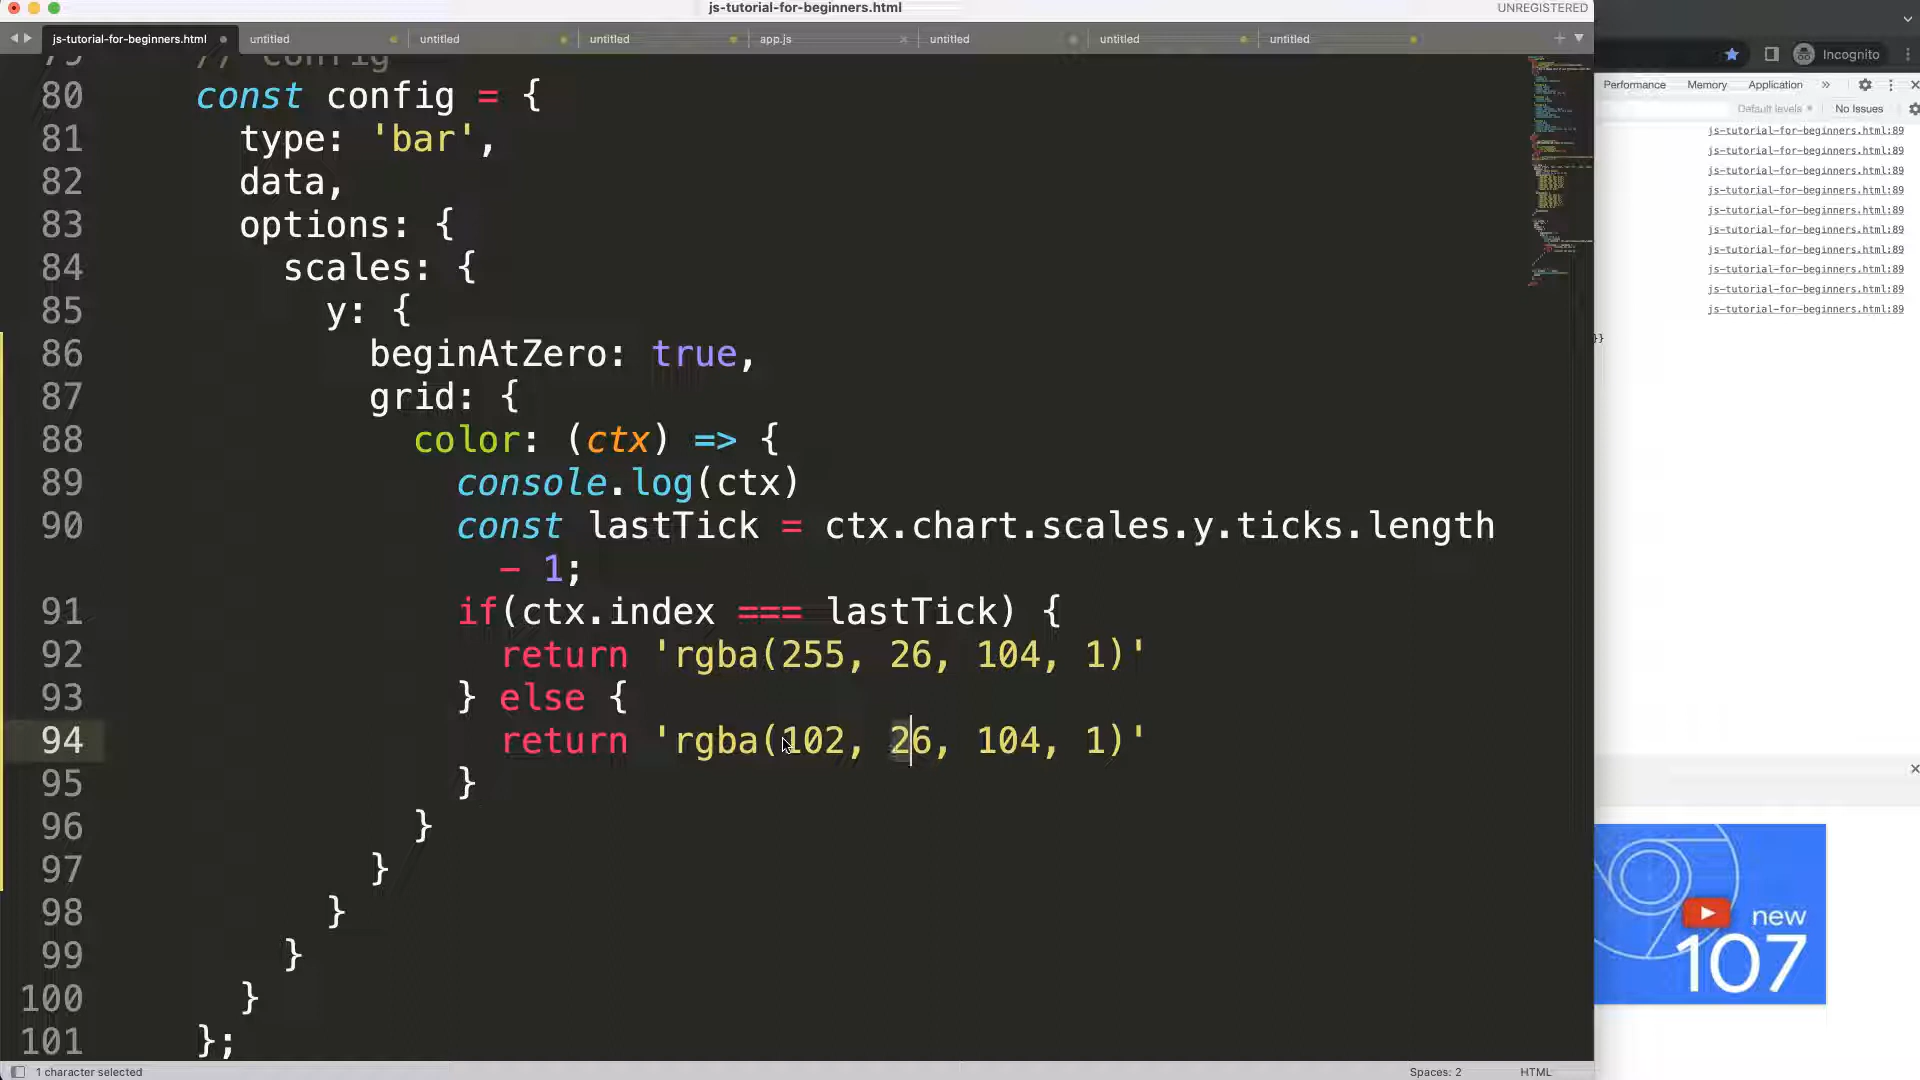 js-tutorial-for-beginners.html
UNREGISTERED
js-tutorial-for-beginners.html untitled untitled untitled app.js untitled untitled untitled
Incognito
79 // config
80 const config = {
81 type: 'bar',
82 data,
83 options: {
84 scales: {
85 y: {
86 beginAtZero: true,
87 grid: {
88 color: (ctx) => {
89 console.log(ctx)
90 const lastTick = ctx.chart.scales.y.ticks.length
- 1;
91 if(ctx.index === lastTick) {
92 return 'rgba(255, 26, 104, 1)'
93 } else {
94 return 'rgba(102, 26, 104, 1)'
95 }
96 }
97 }
98 }
99 }
100 }
101 };
Performance Memory Application »
Default levels No Issues
js-tutorial-for-beginners.html:89
js-tutorial-for-beginners.html:89
js-tutorial-for-beginners.html:89
js-tutorial-for-beginners.html:89
js-tutorial-for-beginners.html:89
js-tutorial-for-beginners.html:89
js-tutorial-for-beginners.html:89
js-tutorial-for-beginners.html:89
js-tutorial-for-beginners.html:89
js-tutorial-for-beginners.html:89
}}
new
107
1 character selected
Spaces: 2 HTML